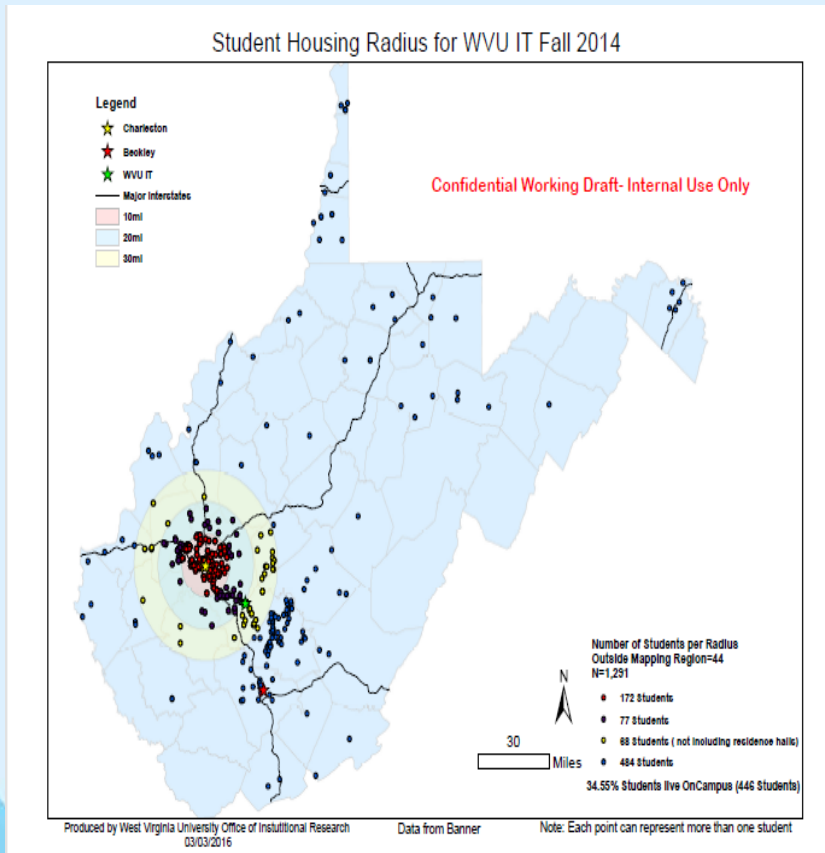 Student Housing Radius for WVU IT Fall 2014
Legend
Charleston
Beckley
WVU IT
Major Interstates
10mi
20mi
30mi
Confidential Working Draft- Internal Use Only
Number of Students per Radius
Outside Mapping Region=44
N=1,291
172 Students
77 Students
68 Students ( not including residence halls)
484 Students
34.55% Students live OnCampus (446 Students)
N
30
Miles
Produced by West Virginia University Office of Instutitional Research
03/03/2016
Data from Banner
Note: Each point can represent more than one student